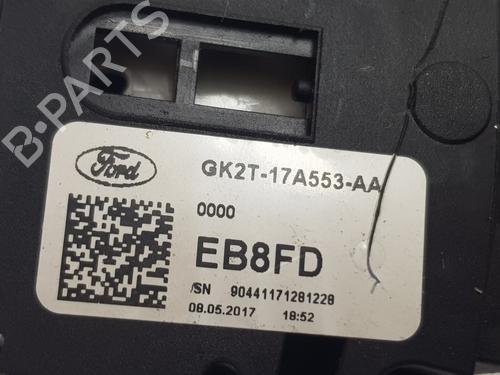 B-PARTS
Ford
GK2T-17A553-AA
0000
EB8FD
/SN 90441171281228
08.05.2017 18:52